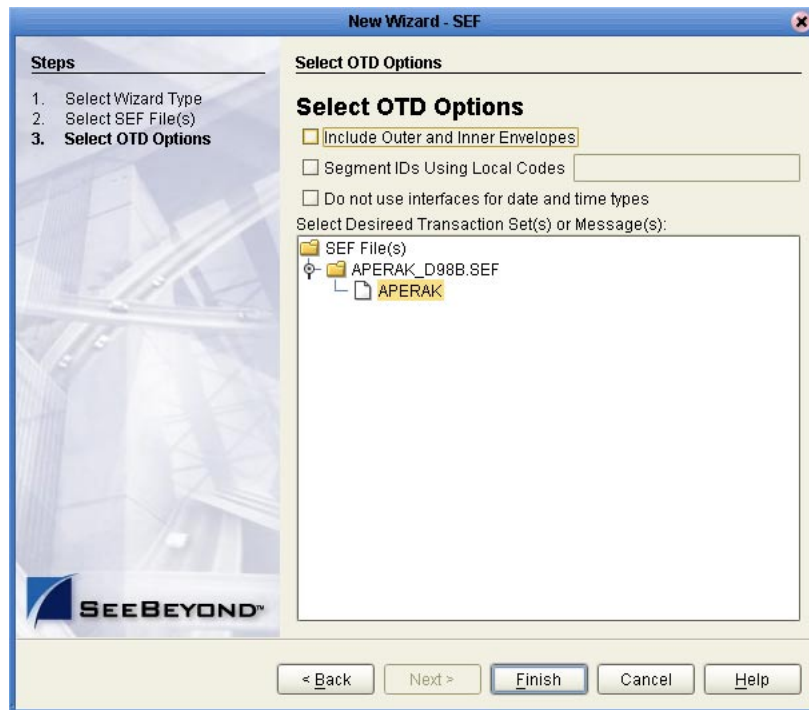 New Wizard - SEF
Steps
1. Select Wizard Type
2. Select SEF File(s)
3. Select OTD Options
Select OTD Options
Select OTD Options
Include Outer and Inner Envelopes
Segment IDs Using Local Codes
Do not use interfaces for date and time types
Select Desireed Transaction Set(s) or Message(s):
SEF File(s)
APERAK_D98B.SEF
APERAK
SEEBEYOND™
< Back Next > Finish Cancel Help